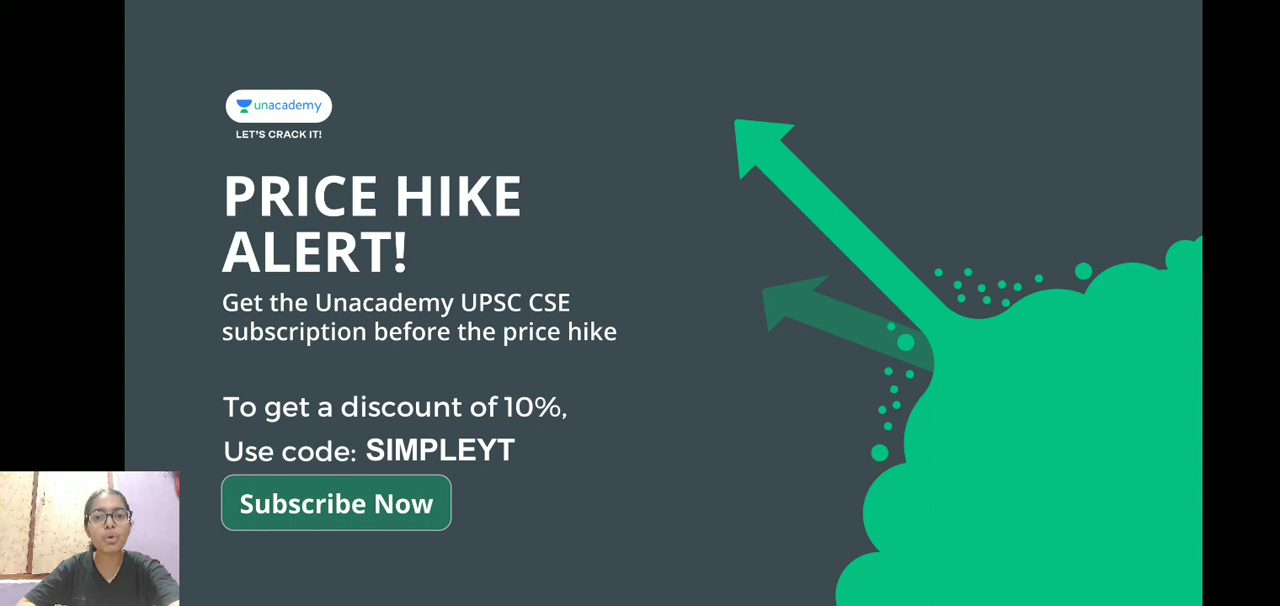 unacademy
LET'S CRACK IT!
PRICE HIKE
ALERT!
Get the Unacademy UPSC CSE
subscription before the price hike
To get a discount of 10%,
Use code: SIMPLEYT
Subscribe Now